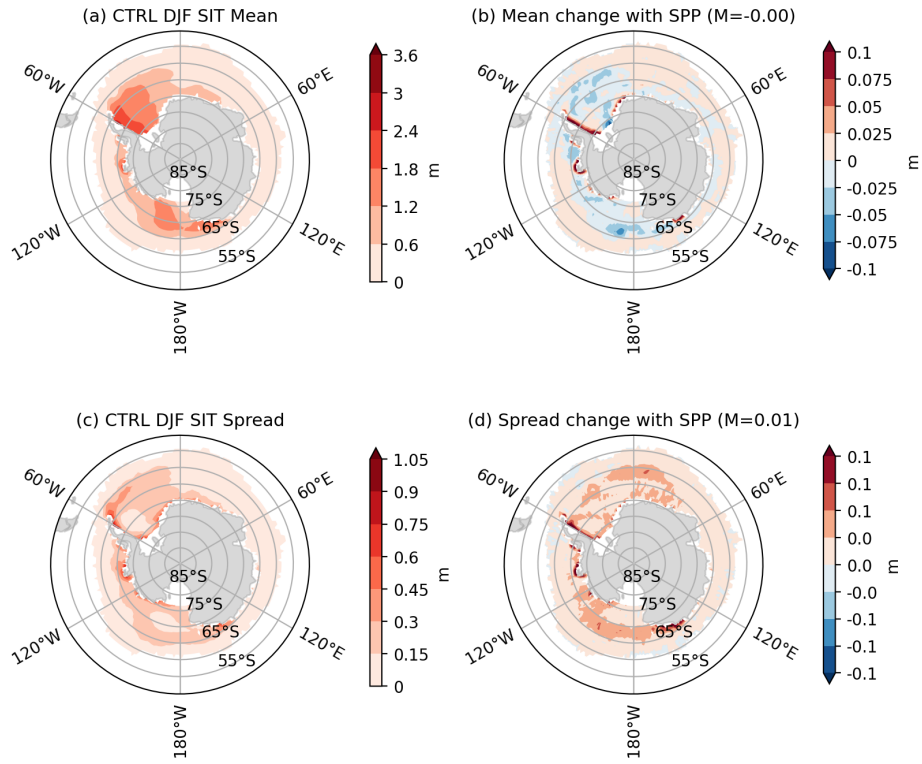 (a) CTRL DJF SIT Mean
60°W
60°E
120°W
120°E
180°W
85°S
75°S
65°S
55°S
3.6
3
2.4
1.8
1.2
0.6
0
m
(b) Mean change with SPP (M=-0.00)
60°W
60°E
120°W
120°E
180°W
85°S
75°S
65°S
55°S
0.1
0.075
0.05
0.025
0
-0.025
-0.05
-0.075
-0.1
m
(c) CTRL DJF SIT Spread
60°W
60°E
120°W
120°E
180°W
85°S
75°S
65°S
55°S
1.05
0.9
0.75
0.6
0.45
0.3
0.15
0
m
(d) Spread change with SPP (M=0.01)
60°W
60°E
120°W
120°E
180°W
85°S
75°S
65°S
55°S
0.1
0.1
0.0
0.0
0.0
-0.0
-0.1
-0.1
-0.1
m